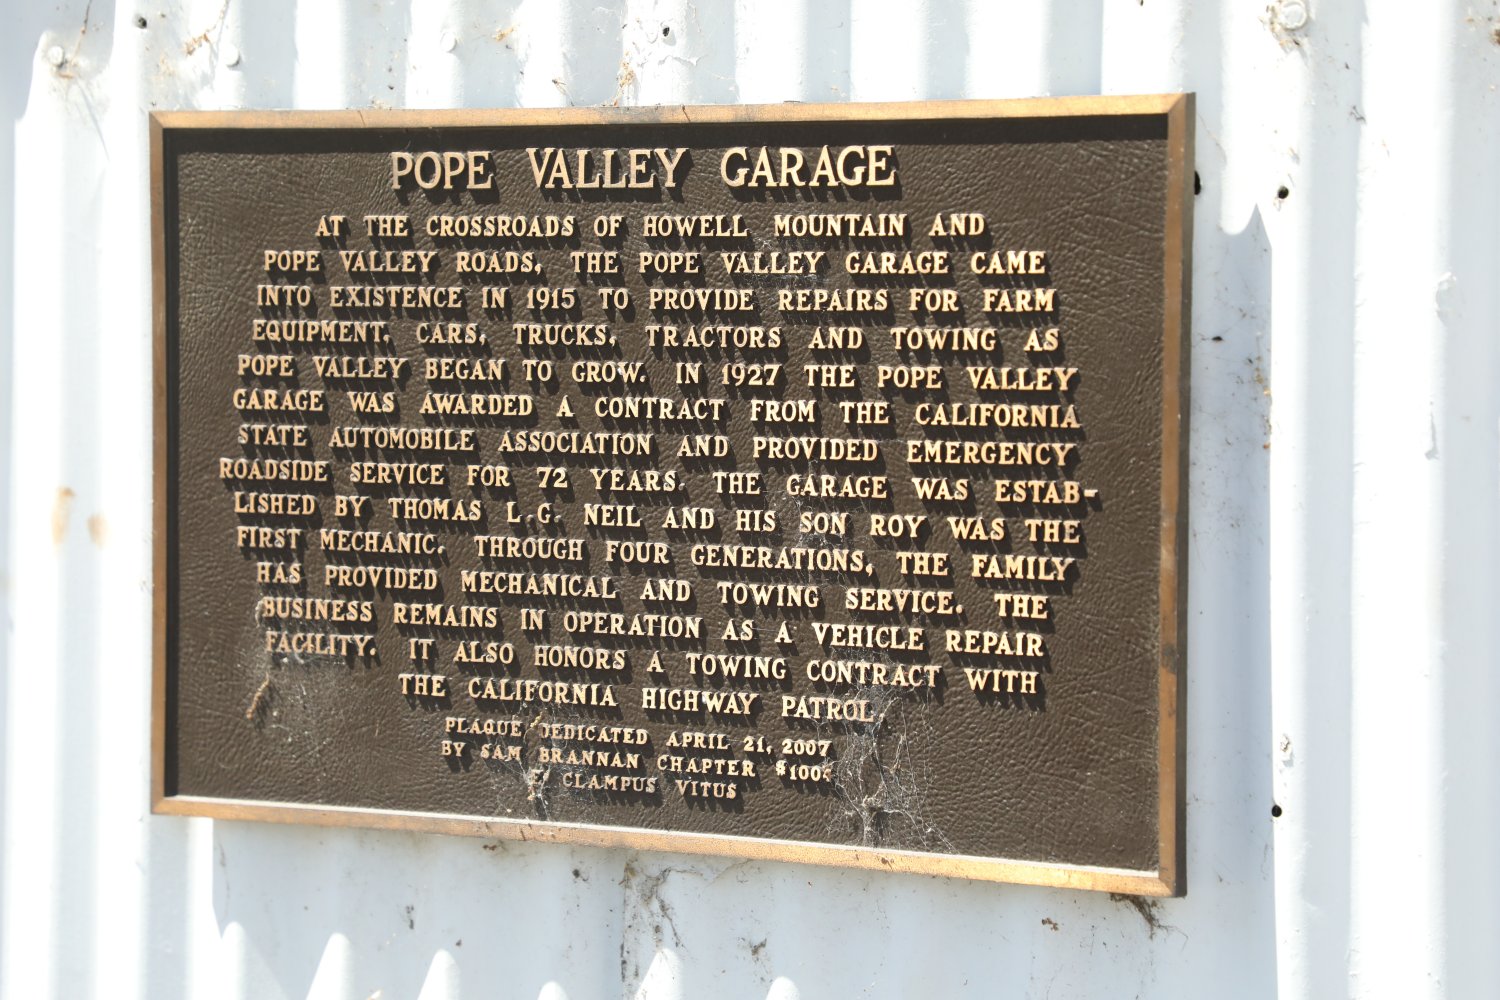 POPE VALLEY GARAGE
AT THE CROSSROADS OF HOWELL MOUNTAIN AND
POPE VALLEY ROADS, THE POPE VALLEY GARAGE CAME
INTO EXISTENCE IN 1915 TO PROVIDE REPAIRS FOR FARM
EQUIPMENT, CARS, TRUCKS, TRACTORS AND TOWING AS
POPE VALLEY BEGAN TO GROW. IN 1927 THE POPE VALLEY
GARAGE WAS AWARDED A CONTRACT FROM THE CALIFORNIA
STATE AUTOMOBILE ASSOCIATION AND PROVIDED EMERGENCY
ROADSIDE SERVICE FOR 72 YEARS. THE GARAGE WAS ESTAB-
LISHED BY THOMAS L.G. NEIL AND HIS SON ROY WAS THE
FIRST MECHANIC. THROUGH FOUR GENERATIONS, THE FAMILY
HAS PROVIDED MECHANICAL AND TOWING SERVICE. THE
BUSINESS REMAINS IN OPERATION AS A VEHICLE REPAIR
FACILITY. IT ALSO HONORS A TOWING CONTRACT WITH
THE CALIFORNIA HIGHWAY PATROL.
PLAQUE DEDICATED APRIL 21, 2007
BY SAM BRANNAN CHAPTER
CLAMPUS VITUS